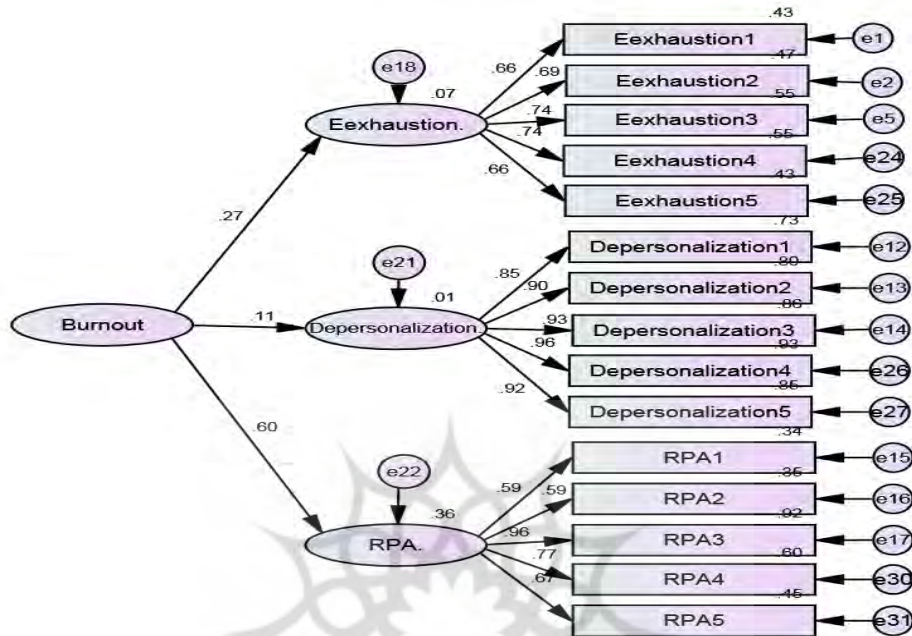 .43
Eexhaustion1
e1
.47
.66
Eexhaustion2
e2
.69
.55
e18
.07
Eexhaustion.
.74
Eexhaustion3
e5
.55
.74
Eexhaustion4
e24
.43
.66
Eexhaustion5
e25
.27
.73
Depersonalization1
e12
.80
e21
.85
Depersonalization2
e13
.90
.86
.01
Burnout
.11
Depersonalization.
.93
Depersonalization3
e14
.93
.96
Depersonalization4
e26
.85
.92
Depersonalization5
e27
.60
.34
RPA1
e15
.35
e22
.59
.59
RPA2
e16
.92
.36
RPA.
.96
RPA3
e17
.60
.77
RPA4
e30
.45
.67
RPA5
e31